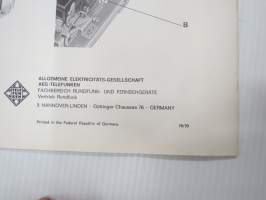 B
ALLGEMEINE ELEKTRICITÄTS-GESELLSCHAFT
AEG-TELEFUNKEN
FACHBEREICH RUNDFUNK- UND FERNSEHGERÄTE
Vertrieb Rundfunk
3 HANNOVER-LINDEN · Göttinger Chaussee 76 · GERMANY
TELEFUNKEN
Printed in the Federal Republic of Germany